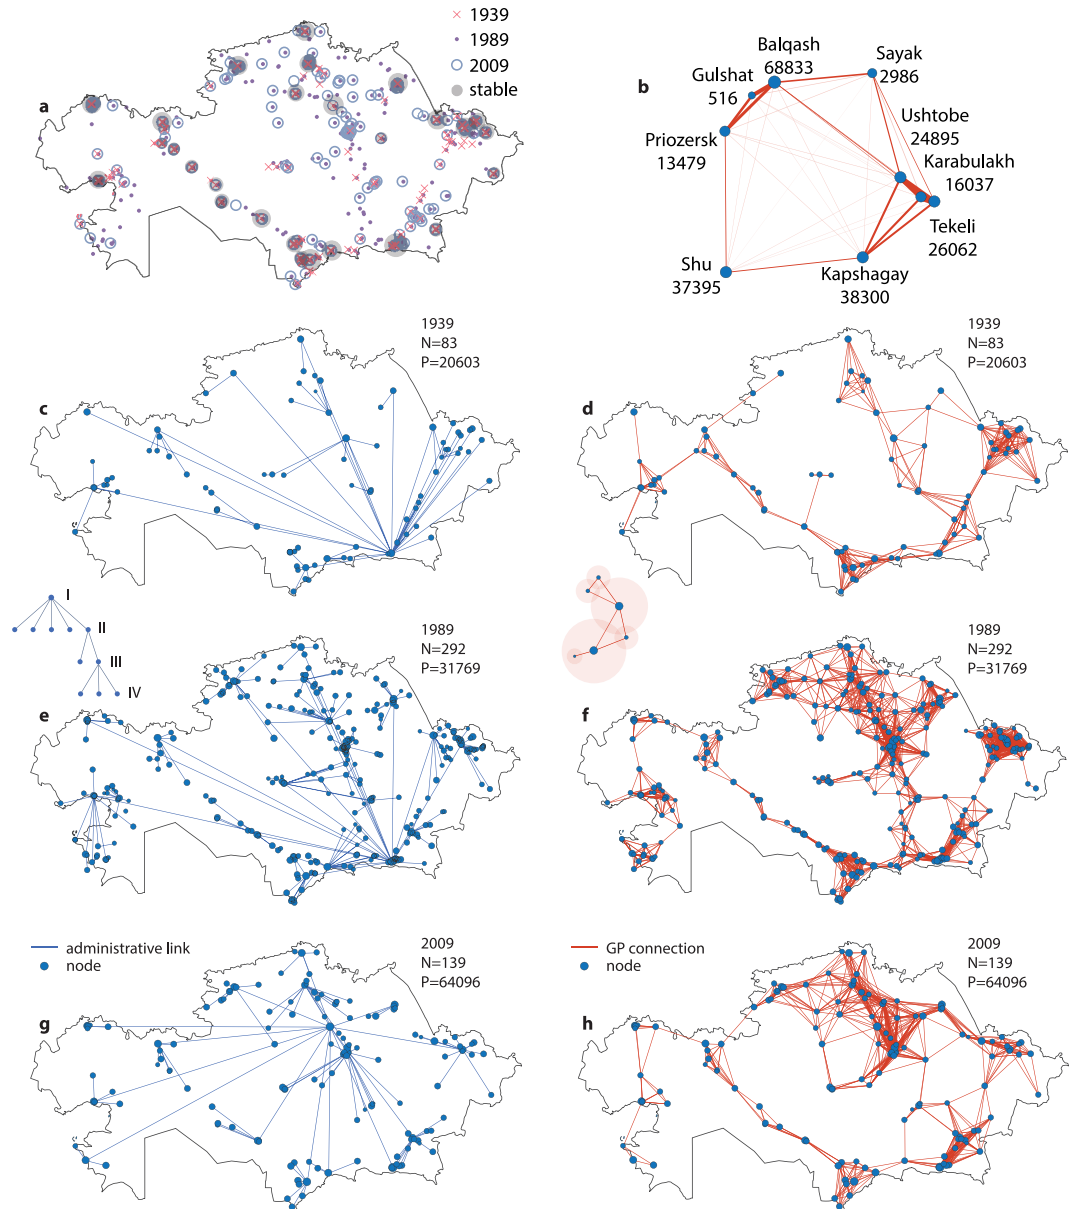 1939
1989
2009
stable
a
b
Balqash
68833
Sayak
2986
Gulshat
516
Ushtobe
24895
Priozersk
13479
Karabulakh
16037
Tekeli
26062
Shu
37395
Kapshagay
38300
1939
N=83
P=20603
c
1939
N=83
P=20603
d
I
II
III
IV
1989
N=292
P=31769
e
1989
N=292
P=31769
f
administrative link
node
2009
N=139
P=64096
g
GP connection
node
2009
N=139
P=64096
h